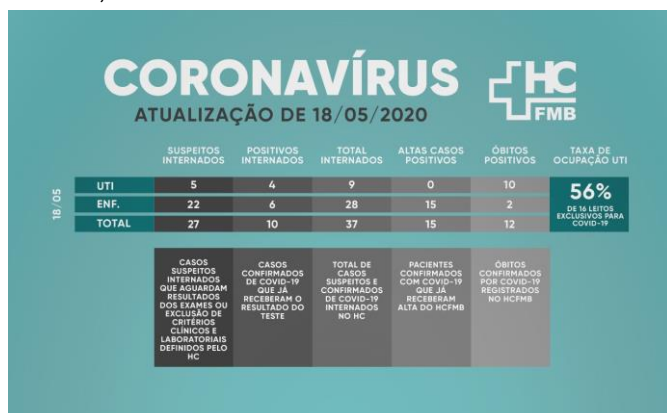 CORONAVÍRUS
ATUALIZAÇÃO DE 18/05/2020
HC
FMB
SUSPEITOS INTERNADOS
POSITIVOS INTERNADOS
TOTAL INTERNADOS
ALTAS CASOS POSITIVOS
ÓBITOS POSITIVOS
TAXA DE OCUPAÇÃO UTI
18/05
UTI 5 4 9 0 10
ENF. 22 6 28 15 2
TOTAL 27 10 37 15 12
56%
DE 16 LEITOS
EXCLUSIVOS PARA
COVID-19
CASOS
SUSPEITOS
INTERNADOS
QUE AGUARDAM
RESULTADOS
DOS EXAMES OU
EXCLUSÃO DE
CRITÉRIOS
CLÍNICOS E
LABORATORIAIS
DEFINIDOS PELO
HC
CASOS
CONFIRMADOS
DE COVID-19
QUE JÁ
RECEBERAM O
RESULTADO DO
TESTE
TOTAL DE
CASOS
SUSPEITOS E
CONFIRMADOS
DE COVID-19
INTERNADOS
NO HC
PACIENTES
CONFIRMADOS
COM COVID-19
QUE JÁ
RECEBERAM
ALTA DO HCFMB
ÓBITOS
CONFIRMADOS
POR COVID-19
REGISTRADOS
NO HCFMB